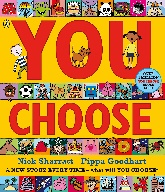 YOU
CHOOSE
Nick Sharratt Pippa Goodhart
A NEW STORY EVERY TIME – what will YOU CHOOSE?